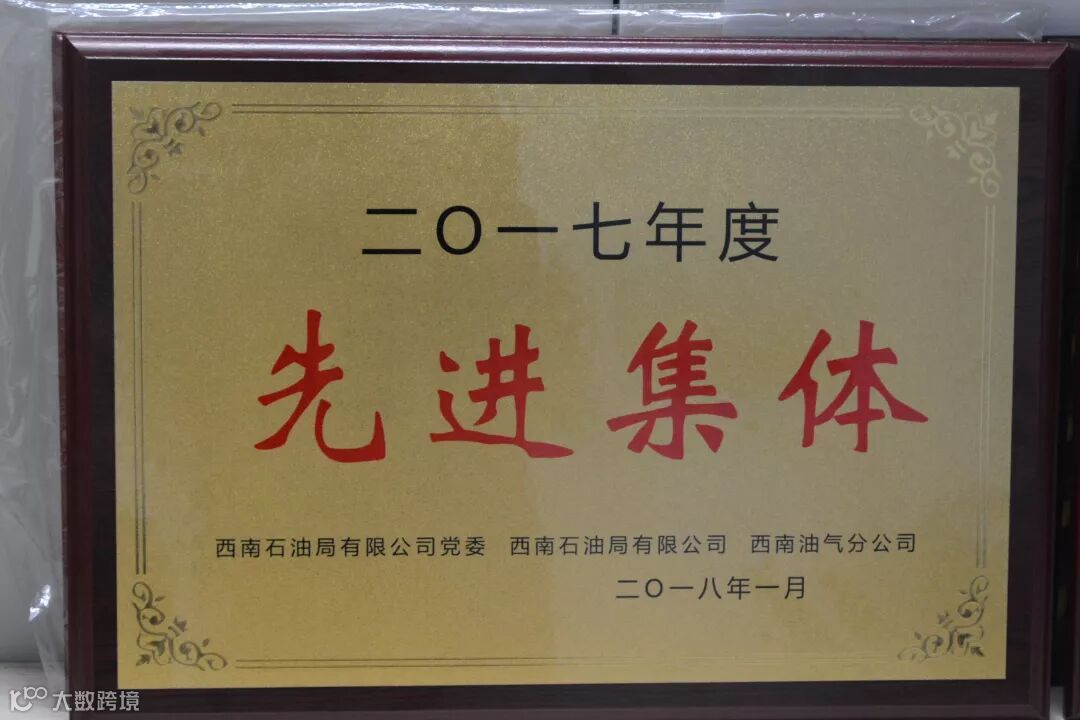 二〇一七年度
先进集体
西南石油局有限公司党委 西南石油局有限公司 西南油气分公司
二〇一八年一月
大数跨境